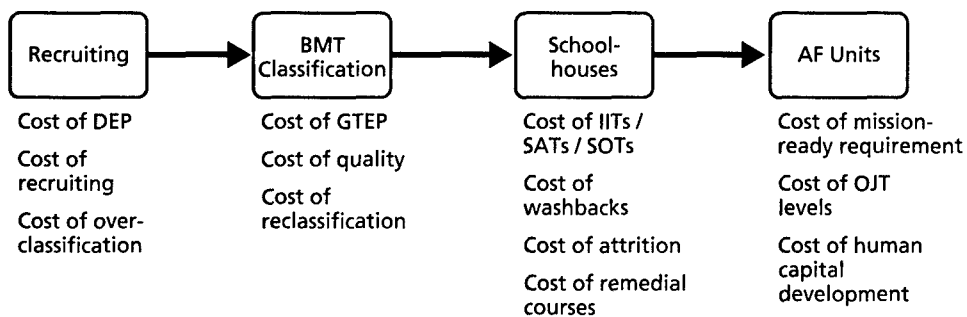 Recruiting
BMT
Classification
School-
houses
AF Units
Cost of DEP
Cost of
recruiting
Cost of over-
classification
Cost of GTEP
Cost of quality
Cost of
reclassification
Cost of IITs /
SATs / SOTs
Cost of
washbacks
Cost of attrition
Cost of remedial
courses
Cost of mission-
ready requirement
Cost of OJT
levels
Cost of human
capital
development